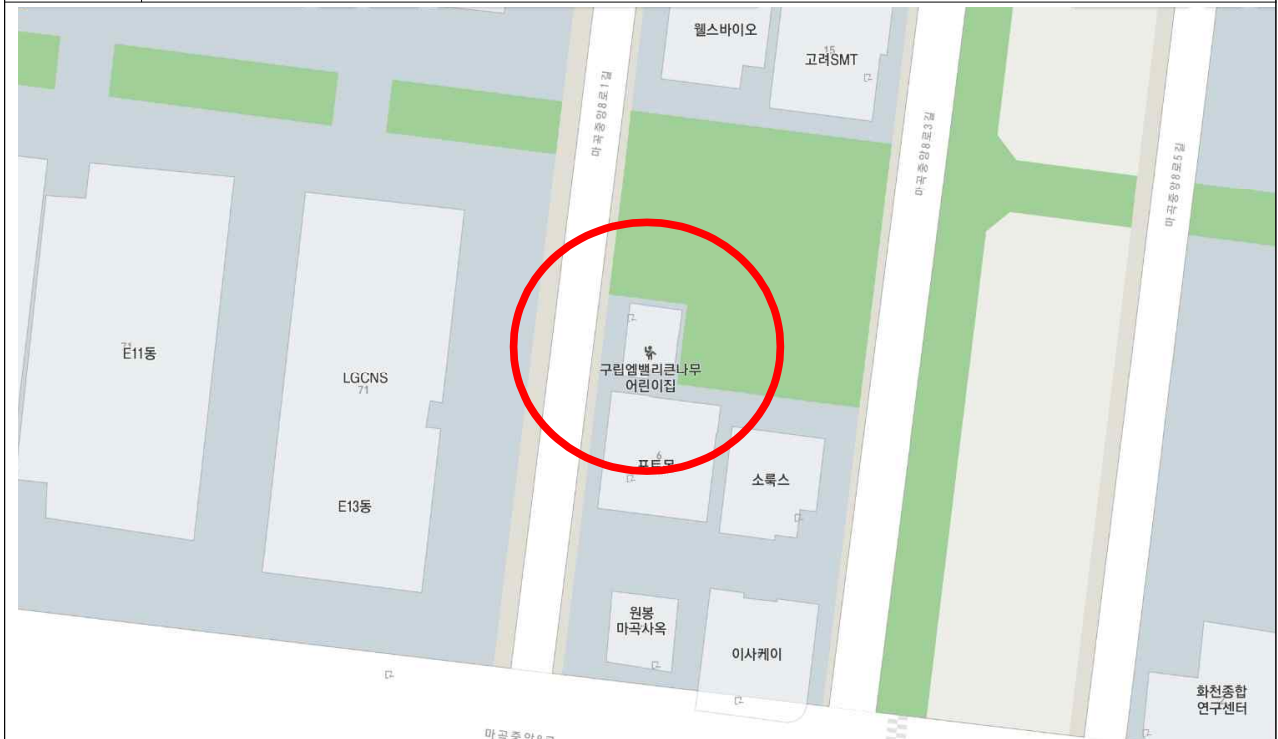 웰스바이오
15
고려SMT
마곡중앙8로1길
마곡중앙8로3길
마곡중앙8로5길
E11동
LGCNS
71
구립엠밸리큰나무
어린이집
6
포트몬
소룩스
E13동
원봉
마곡사옥
이사케이
화천종합
연구센터